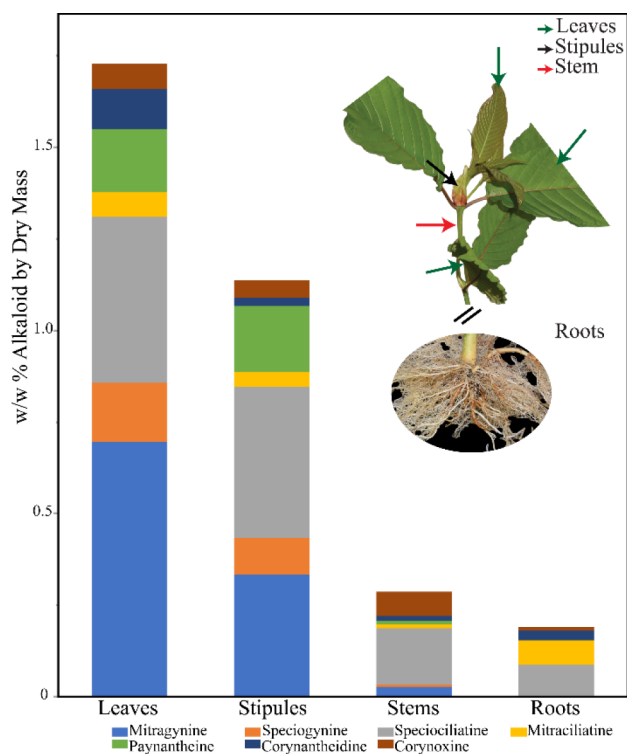 Leaves
Stipules
Stem
Roots
w/w % Alkaloid by Dry Mass
1.5
1.0
0.5
0
Leaves Stipules Stems Roots
Mitragynine Speciogynine Speciociliatine Mitraciliatine
Paynantheine Corynantheidine Corynoxine